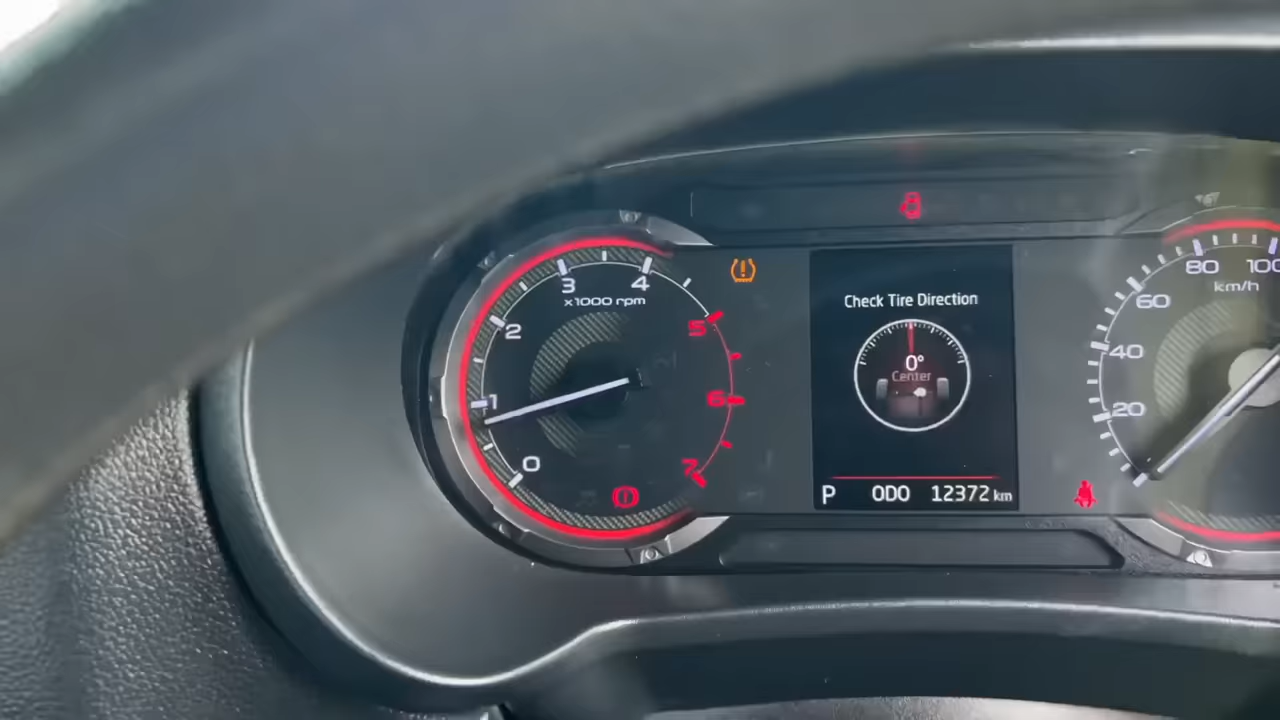 3 4
x1000 rpm
2 5
1 6
0 7
Check Tire Direction
0°
Center
P ODO 12372 km
80 100
km/h
60
40
20